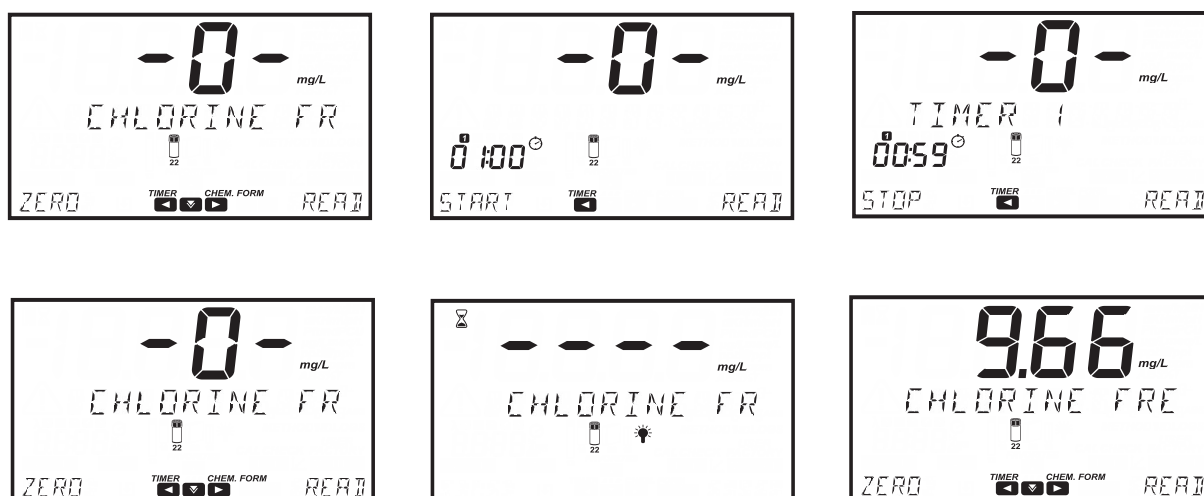 -0-
mg/L
CHLORINE FR
22
TIMER CHEM. FORM
ZERO READ
-0-
mg/L
1
01:00
22
TIMER
START READ
-0-
mg/L
TIMER 1
1
00:59
22
TIMER
STOP READ
-0-
mg/L
CHLORINE FR
22
TIMER CHEM. FORM
ZERO READ
- - - -
mg/L
CHLORINE FR
22
9.66
mg/L
CHLORINE FRE
22
TIMER CHEM. FORM
ZERO READ